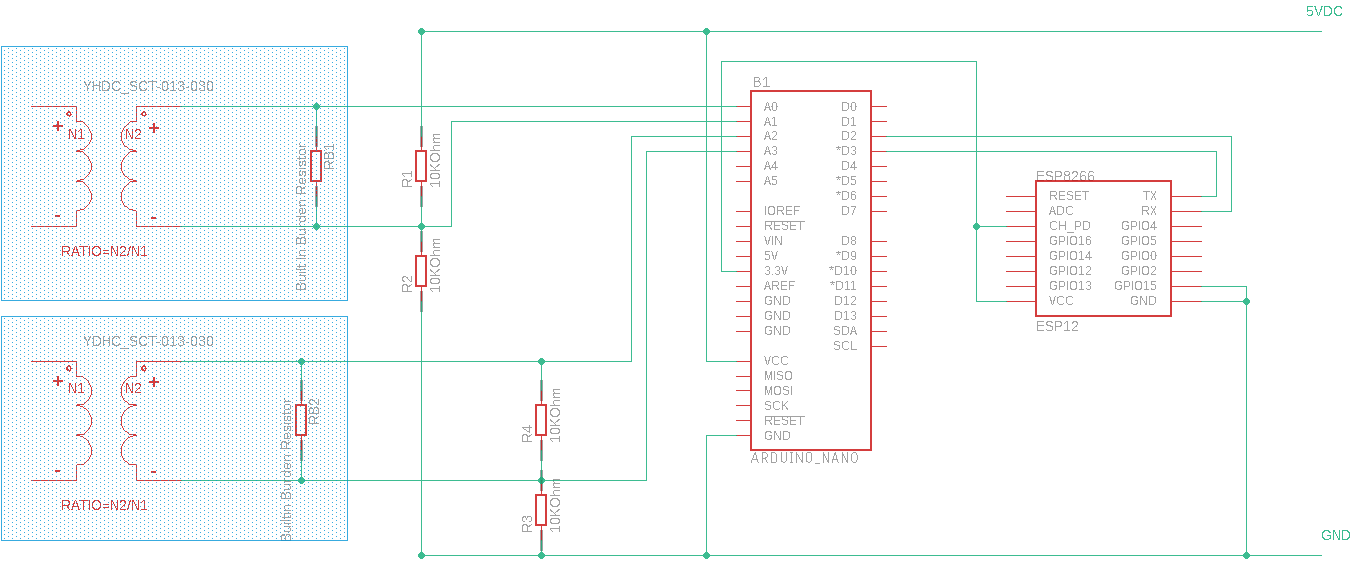 5VDC
YHDC_SCT-013-030
N1
N2
+
+
-
-
RATIO=N2/N1
Built In Burden Resistor
RB1
R1
10KOhm
R2
10KOhm
YDHC_SCT-013-030
N1
N2
+
+
-
-
RATIO=N2/N1
Builtin Burden Resistor
RB2
R4
10KOhm
R3
10KOhm
B1
A0
A1
A2
A3
A4
A5
IOREF
RESET
VIN
5V
3.3V
AREF
GND
GND
GND
VCC
MISO
MOSI
SCK
RESET
GND
D0
D1
D2
*D3
D4
*D5
*D6
D7
D8
*D9
*D10
*D11
D12
D13
SDA
SCL
ARDUINO_NANO
ESP8266
RESET
ADC
CH_PD
GPIO16
GPIO14
GPIO12
GPIO13
VCC
TX
RX
GPIO4
GPIO5
GPIO0
GPIO2
GPIO15
GND
ESP12
GND